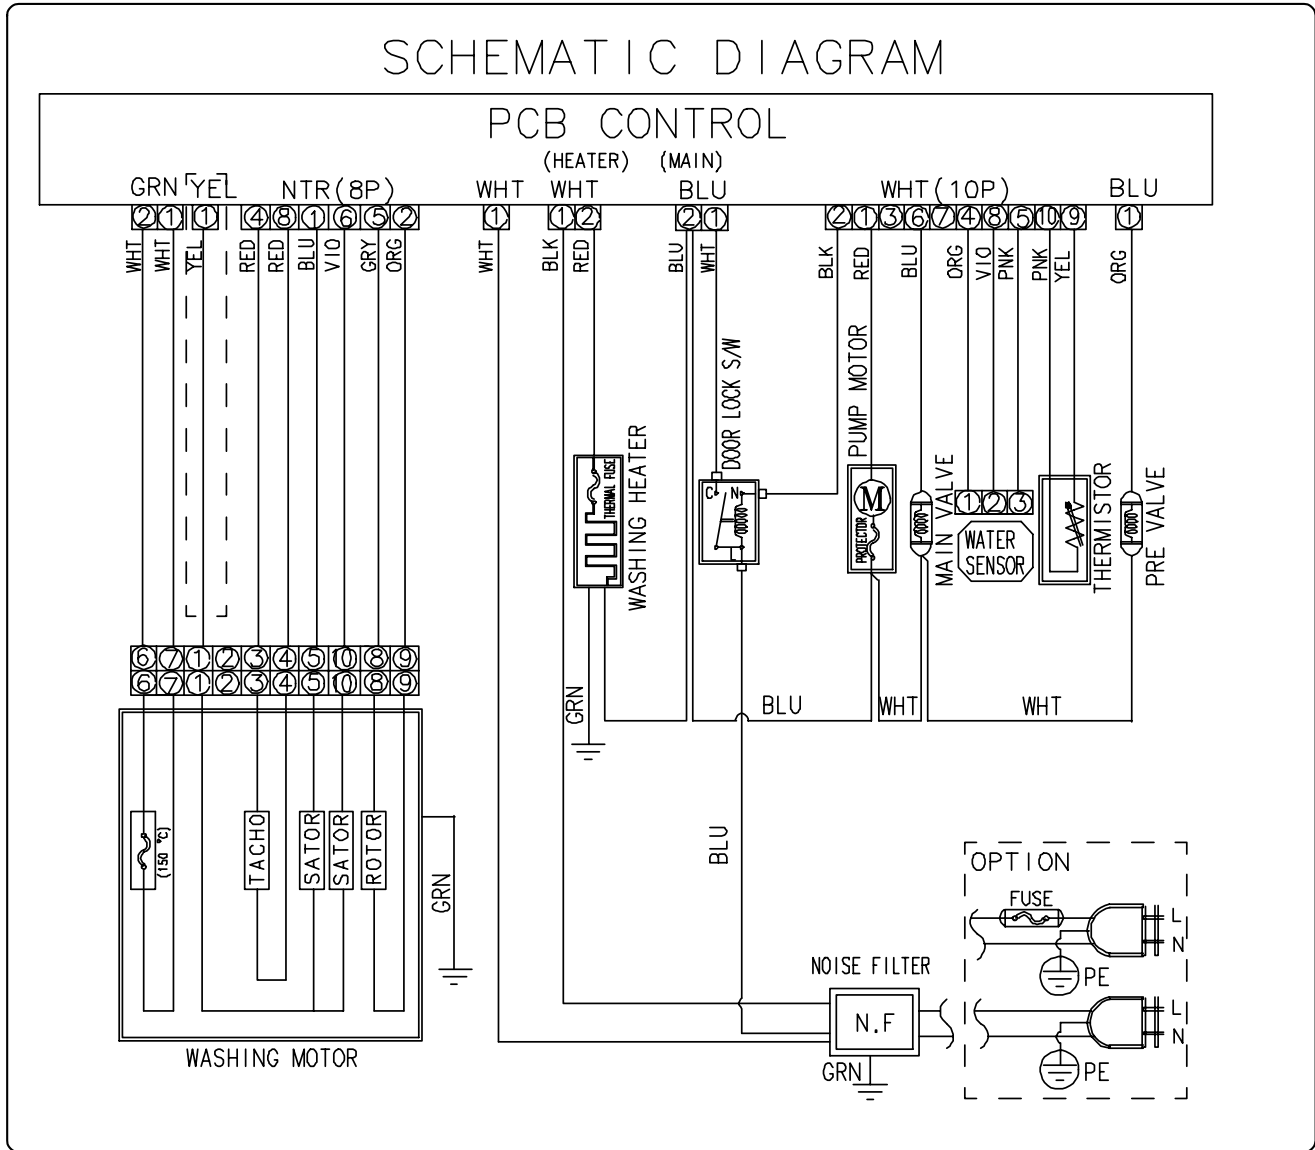 SCHEMATIC DIAGRAM
PCB CONTROL
(HEATER) (MAIN)
GRN YEL NTR(8P) WHT WHT BLU WHT(10P) BLU
2 1 1 4 8 1 6 5 2 1 1 2 2 1 2 1 3 6 7 4 8 5 10 9 1
WHT WHT YEL RED RED BLU VIO GRY ORG WHT BLK RED BLU WHT BLK RED BLU ORG VIO PNK PNK YEL ORG
DOOR LOCK S/W
PUMP MOTOR
THERMAL FUSE
WASHING HEATER
C N
L
M
PROTECTOR
MAIN VALVE
1 2 3
WATER
SENSOR
THERMISTOR
PRE VALVE
6 7 1 2 3 4 5 10 8 9
6 7 1 2 3 4 5 10 8 9
GRN
BLU WHT WHT
(150 °C)
TACHO
SATOR
SATOR
ROTOR
GRN
BLU
OPTION
FUSE
L
N
PE
NOISE FILTER
N.F
L
N
GRN
PE
WASHING MOTOR